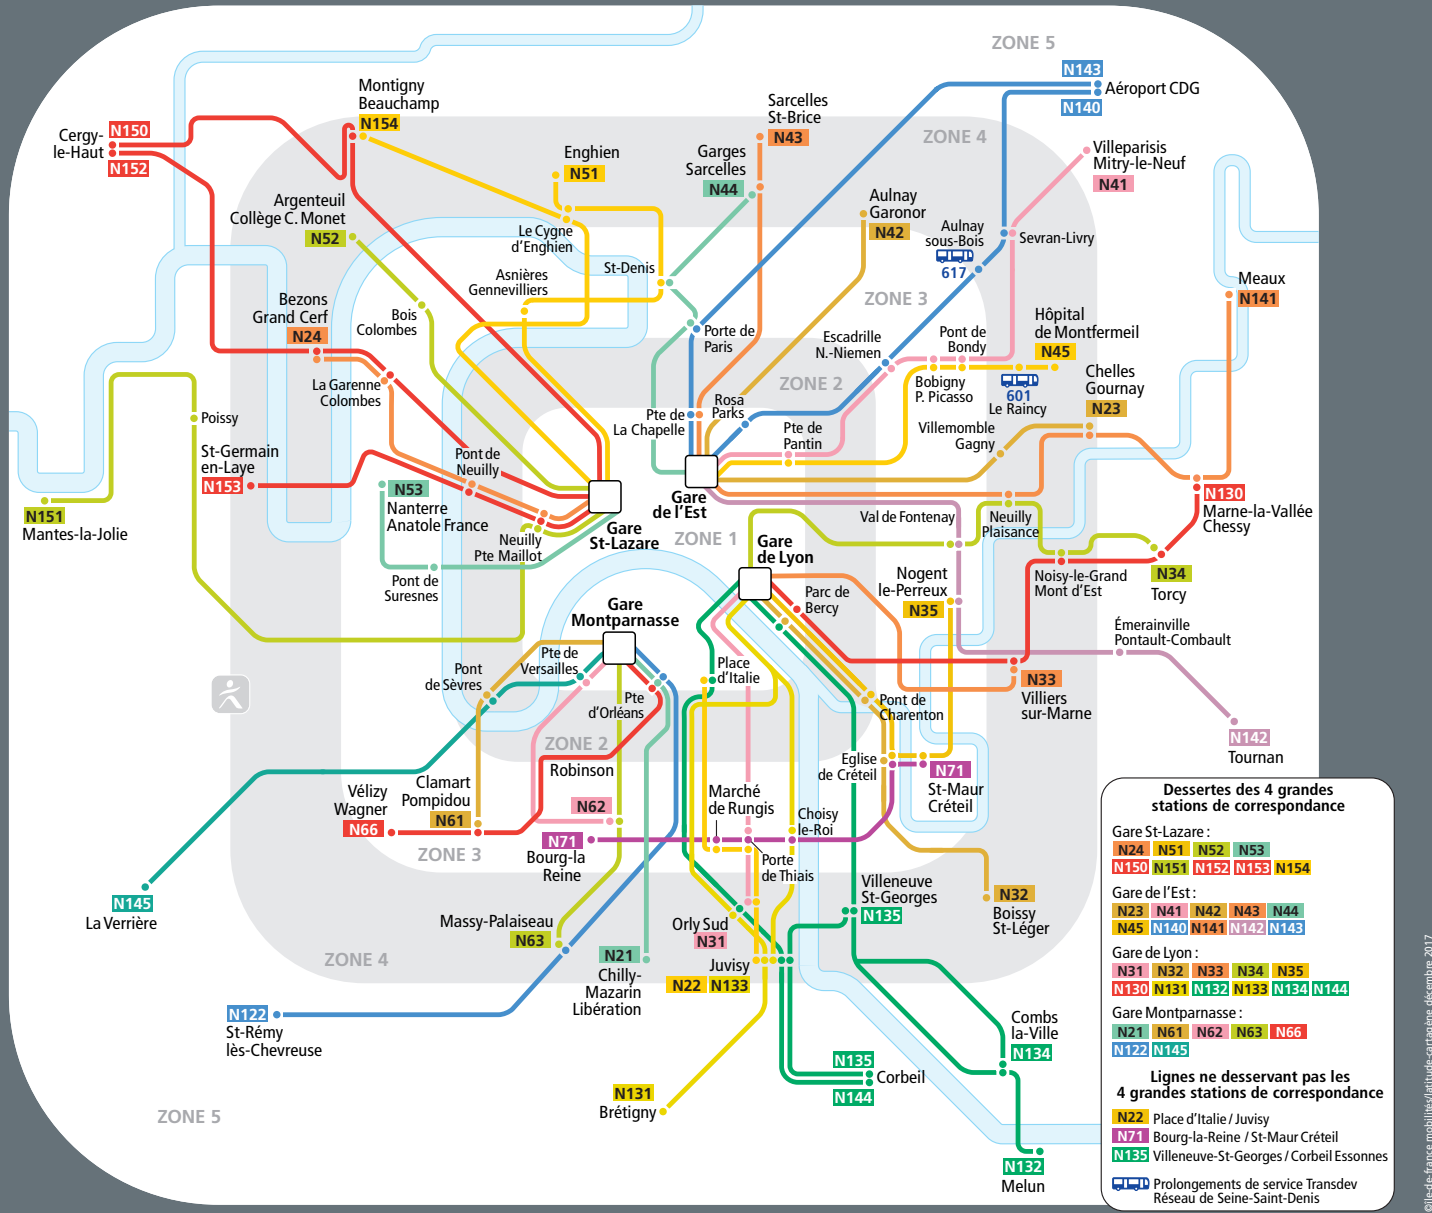 ZONE 5
N143
Aéroport CDG
N140
Montigny
Beauchamp
N154
Sarcelles
St-Brice
N43
ZONE 4
Cergy-
le-Haut
N150
N152
Enghien
N51
Garges
Sarcelles
N44
Villeparisis
Mitry-le-Neuf
N41
Argenteuil
Collège C. Monet
N52
Aulnay
Garonor
N42
Le Cygne
d'Enghien
Aulnay
sous-Bois
617
Sevran-Livry
St-Denis
Asnières
Gennevilliers
Meaux
N141
Bezons
Grand Cerf
N24
Bois
Colombes
ZONE 3
Porte de
Paris
Escadrille
N.-Niemen
Pont de
Bondy
Hôpital
de Montfermeil
N45
La Garenne
Colombes
ZONE 2
Bobigny
P. Picasso
601
Le Raincy
Chelles
Gournay
N23
Poissy
Pte de
La Chapelle
Rosa
Parks
Pte de
Pantin
Villemomble
Gagny
St-Germain
en-Laye
N153
Pont de
Neuilly
N53
Nanterre
Anatole France
Gare
de l'Est
N130
Marne-la-Vallée
Chessy
N151
Mantes-la-Jolie
Neuilly
Pte Maillot
Gare
St-Lazare
ZONE 1
Gare
de Lyon
Val de Fontenay
Neuilly
Plaisance
Pont de
Suresnes
Nogent
le-Perreux
N35
Noisy-le-Grand
Mont d'Est
N34
Torcy
Parc de
Bercy
Gare
Montparnasse
Émerainville
Pontault-Combault
Pont
de Sèvres
Pte de
Versailles
Place
d'Italie
N33
Villiers
sur-Marne
Pte
d'Orléans
Pont de
Charenton
N142
Tournan
ZONE 2
Robinson
Eglise
de Créteil
N71
St-Maur
Créteil
Clamart
Pompidou
N61
Vélizy
Wagner
N66
N62
Marché
de Rungis
Choisy
le-Roi
ZONE 3
N71
Bourg-la
Reine
Porte
de Thiais
N145
La Verrière
Massy-Palaiseau
N63
Orly Sud
N31
Villeneuve
St-Georges
N135
N32
Boissy
St-Léger
ZONE 4
N21
Chilly-
Mazarin
Libération
Juvisy
N22 N133
N122
St-Rémy
lès-Chevreuse
Combs
la-Ville
N134
N135
Corbeil
N144
N131
Brétigny
ZONE 5
N132
Melun
Dessertes des 4 grandes
stations de correspondance
Gare St-Lazare :
N24 N51 N52 N53
N150 N151 N152 N153 N154
Gare de l'Est :
N23 N41 N42 N43 N44
N45 N140 N141 N142 N143
Gare de Lyon :
N31 N32 N33 N34 N35
N130 N131 N132 N133 N134 N144
Gare Montparnasse :
N21 N61 N62 N63 N66
N122 N145
Lignes ne desservant pas les
4 grandes stations de correspondance
N22 Place d'Italie / Juvisy
N71 Bourg-la-Reine / St-Maur Créteil
N135 Villeneuve-St-Georges / Corbeil Essonnes
Prolongements de service Transdev
Réseau de Seine-Saint-Denis
©île-de-france mobilités/latitude-cartagène décembre 2017